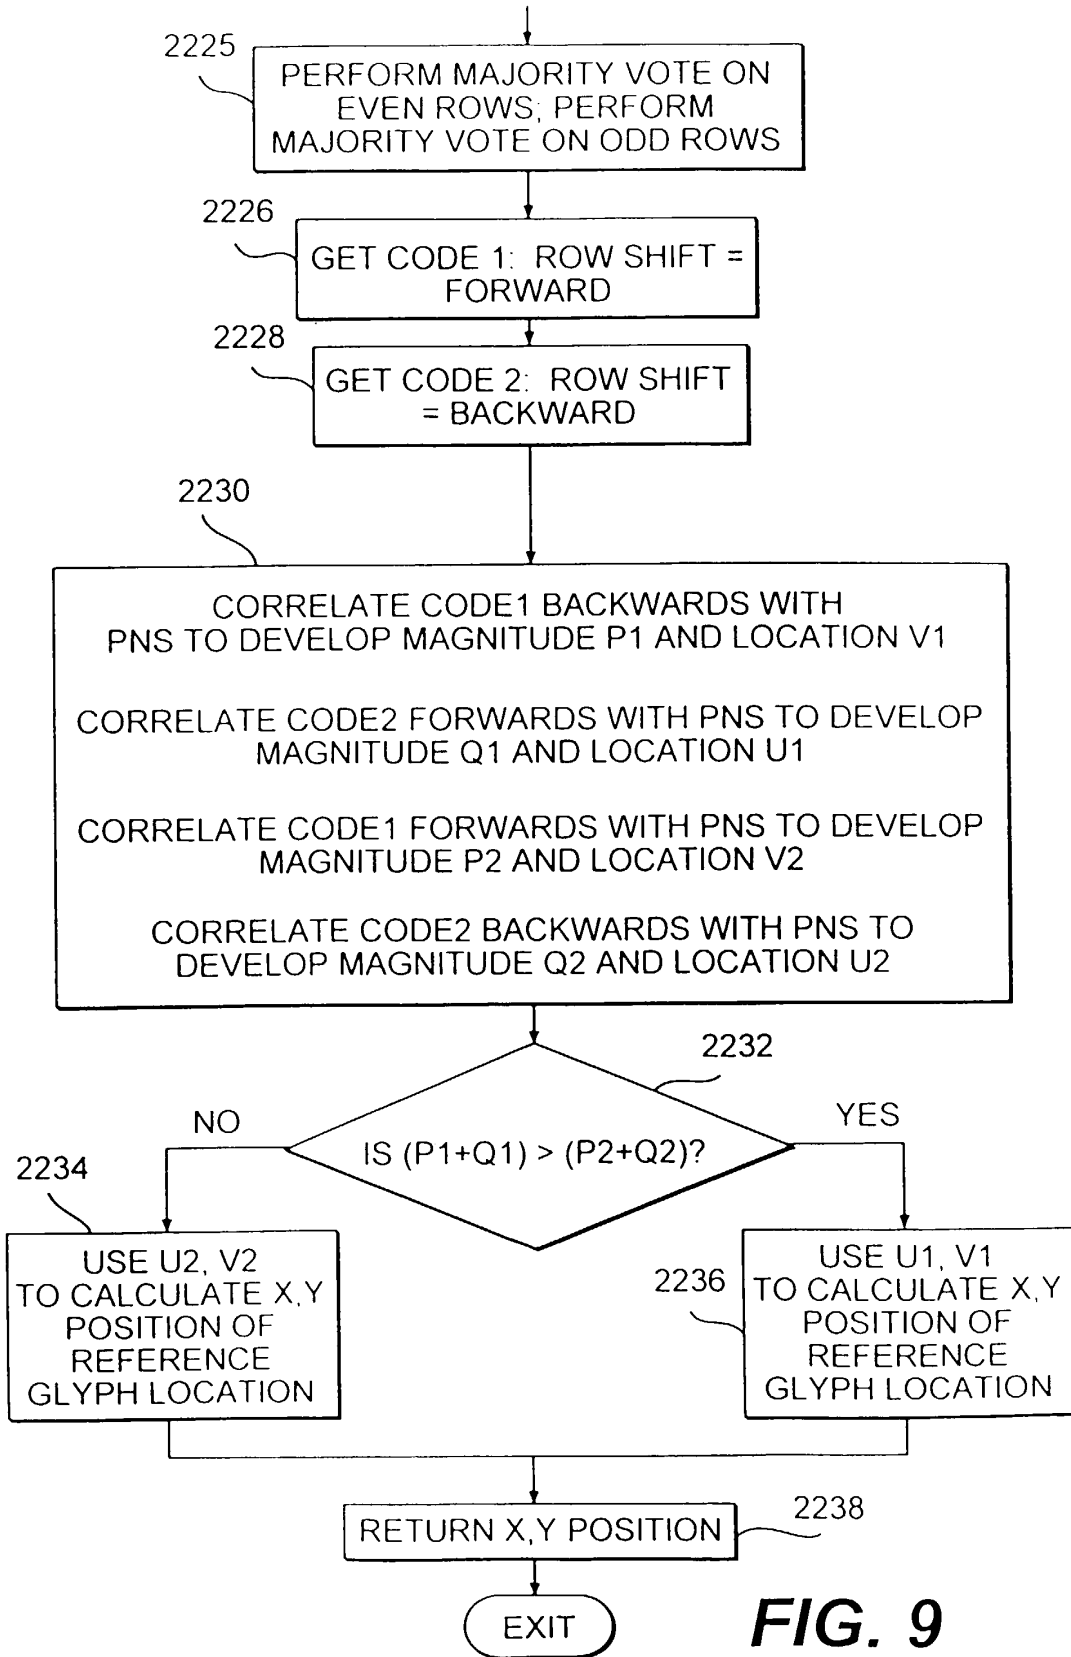 2225
PERFORM MAJORITY VOTE ON
EVEN ROWS; PERFORM
MAJORITY VOTE ON ODD ROWS
2226
GET CODE 1: ROW SHIFT =
FORWARD
2228
GET CODE 2: ROW SHIFT
= BACKWARD
2230
CORRELATE CODE1 BACKWARDS WITH
PNS TO DEVELOP MAGNITUDE P1 AND LOCATION V1
CORRELATE CODE2 FORWARDS WITH PNS TO DEVELOP
MAGNITUDE Q1 AND LOCATION U1
CORRELATE CODE1 FORWARDS WITH PNS TO DEVELOP
MAGNITUDE P2 AND LOCATION V2
CORRELATE CODE2 BACKWARDS WITH PNS TO
DEVELOP MAGNITUDE Q2 AND LOCATION U2
2232
NO
YES
IS (P1+Q1) > (P2+Q2)?
2234
USE U2, V2
TO CALCULATE X,Y
POSITION OF
REFERENCE
GLYPH LOCATION
2236
USE U1, V1
TO CALCULATE X,Y
POSITION OF
REFERENCE
GLYPH LOCATION
2238
RETURN X,Y POSITION
EXIT
FIG. 9